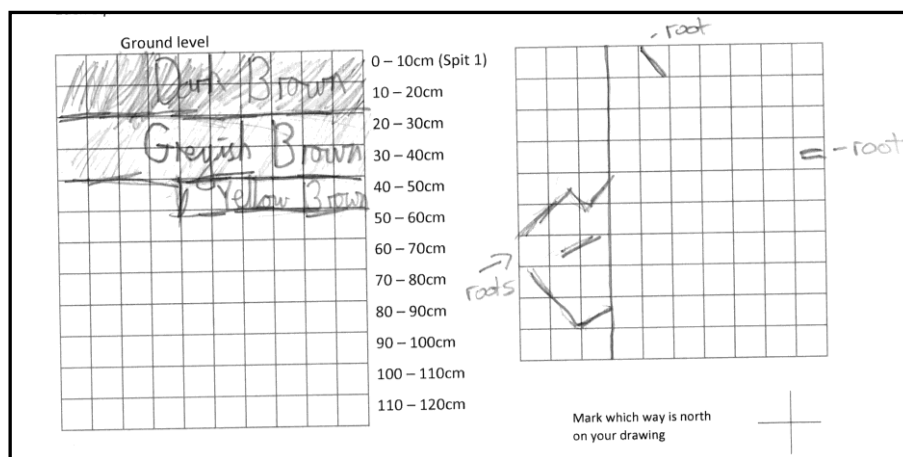 Ground level
Dark Brown
Greyish Brown
Yellow Brown
0 – 10cm (Spit 1)
10 – 20cm
20 – 30cm
30 – 40cm
40 – 50cm
50 – 60cm
60 – 70cm
70 – 80cm
80 – 90cm
90 – 100cm
100 – 110cm
110 – 120cm
- root
- root
roots
Mark which way is north
on your drawing